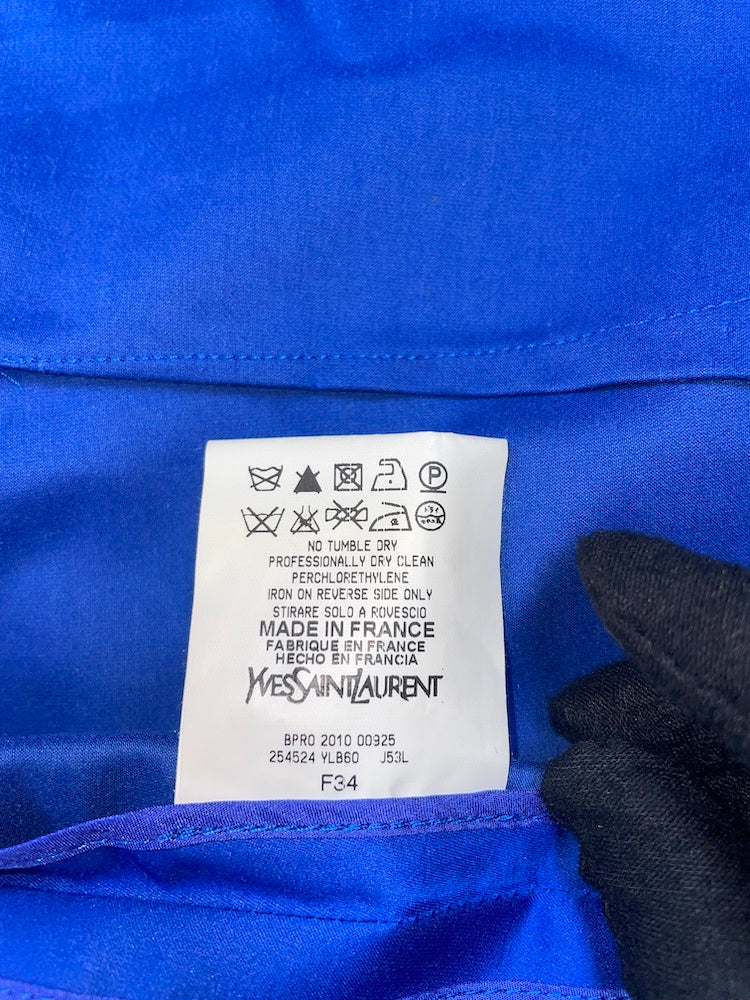 P
NO TUMBLE DRY
PROFESSIONALLY DRY CLEAN
PERCHLORETHYLENE
IRON ON REVERSE SIDE ONLY
STIRARE SOLO A ROVESCIO
MADE IN FRANCE
FABRIQUE EN FRANCE
HECHO EN FRANCIA
YVESSAINTLAURENT
BPRO 2010 00925
254524 YLB60 J53L
F34